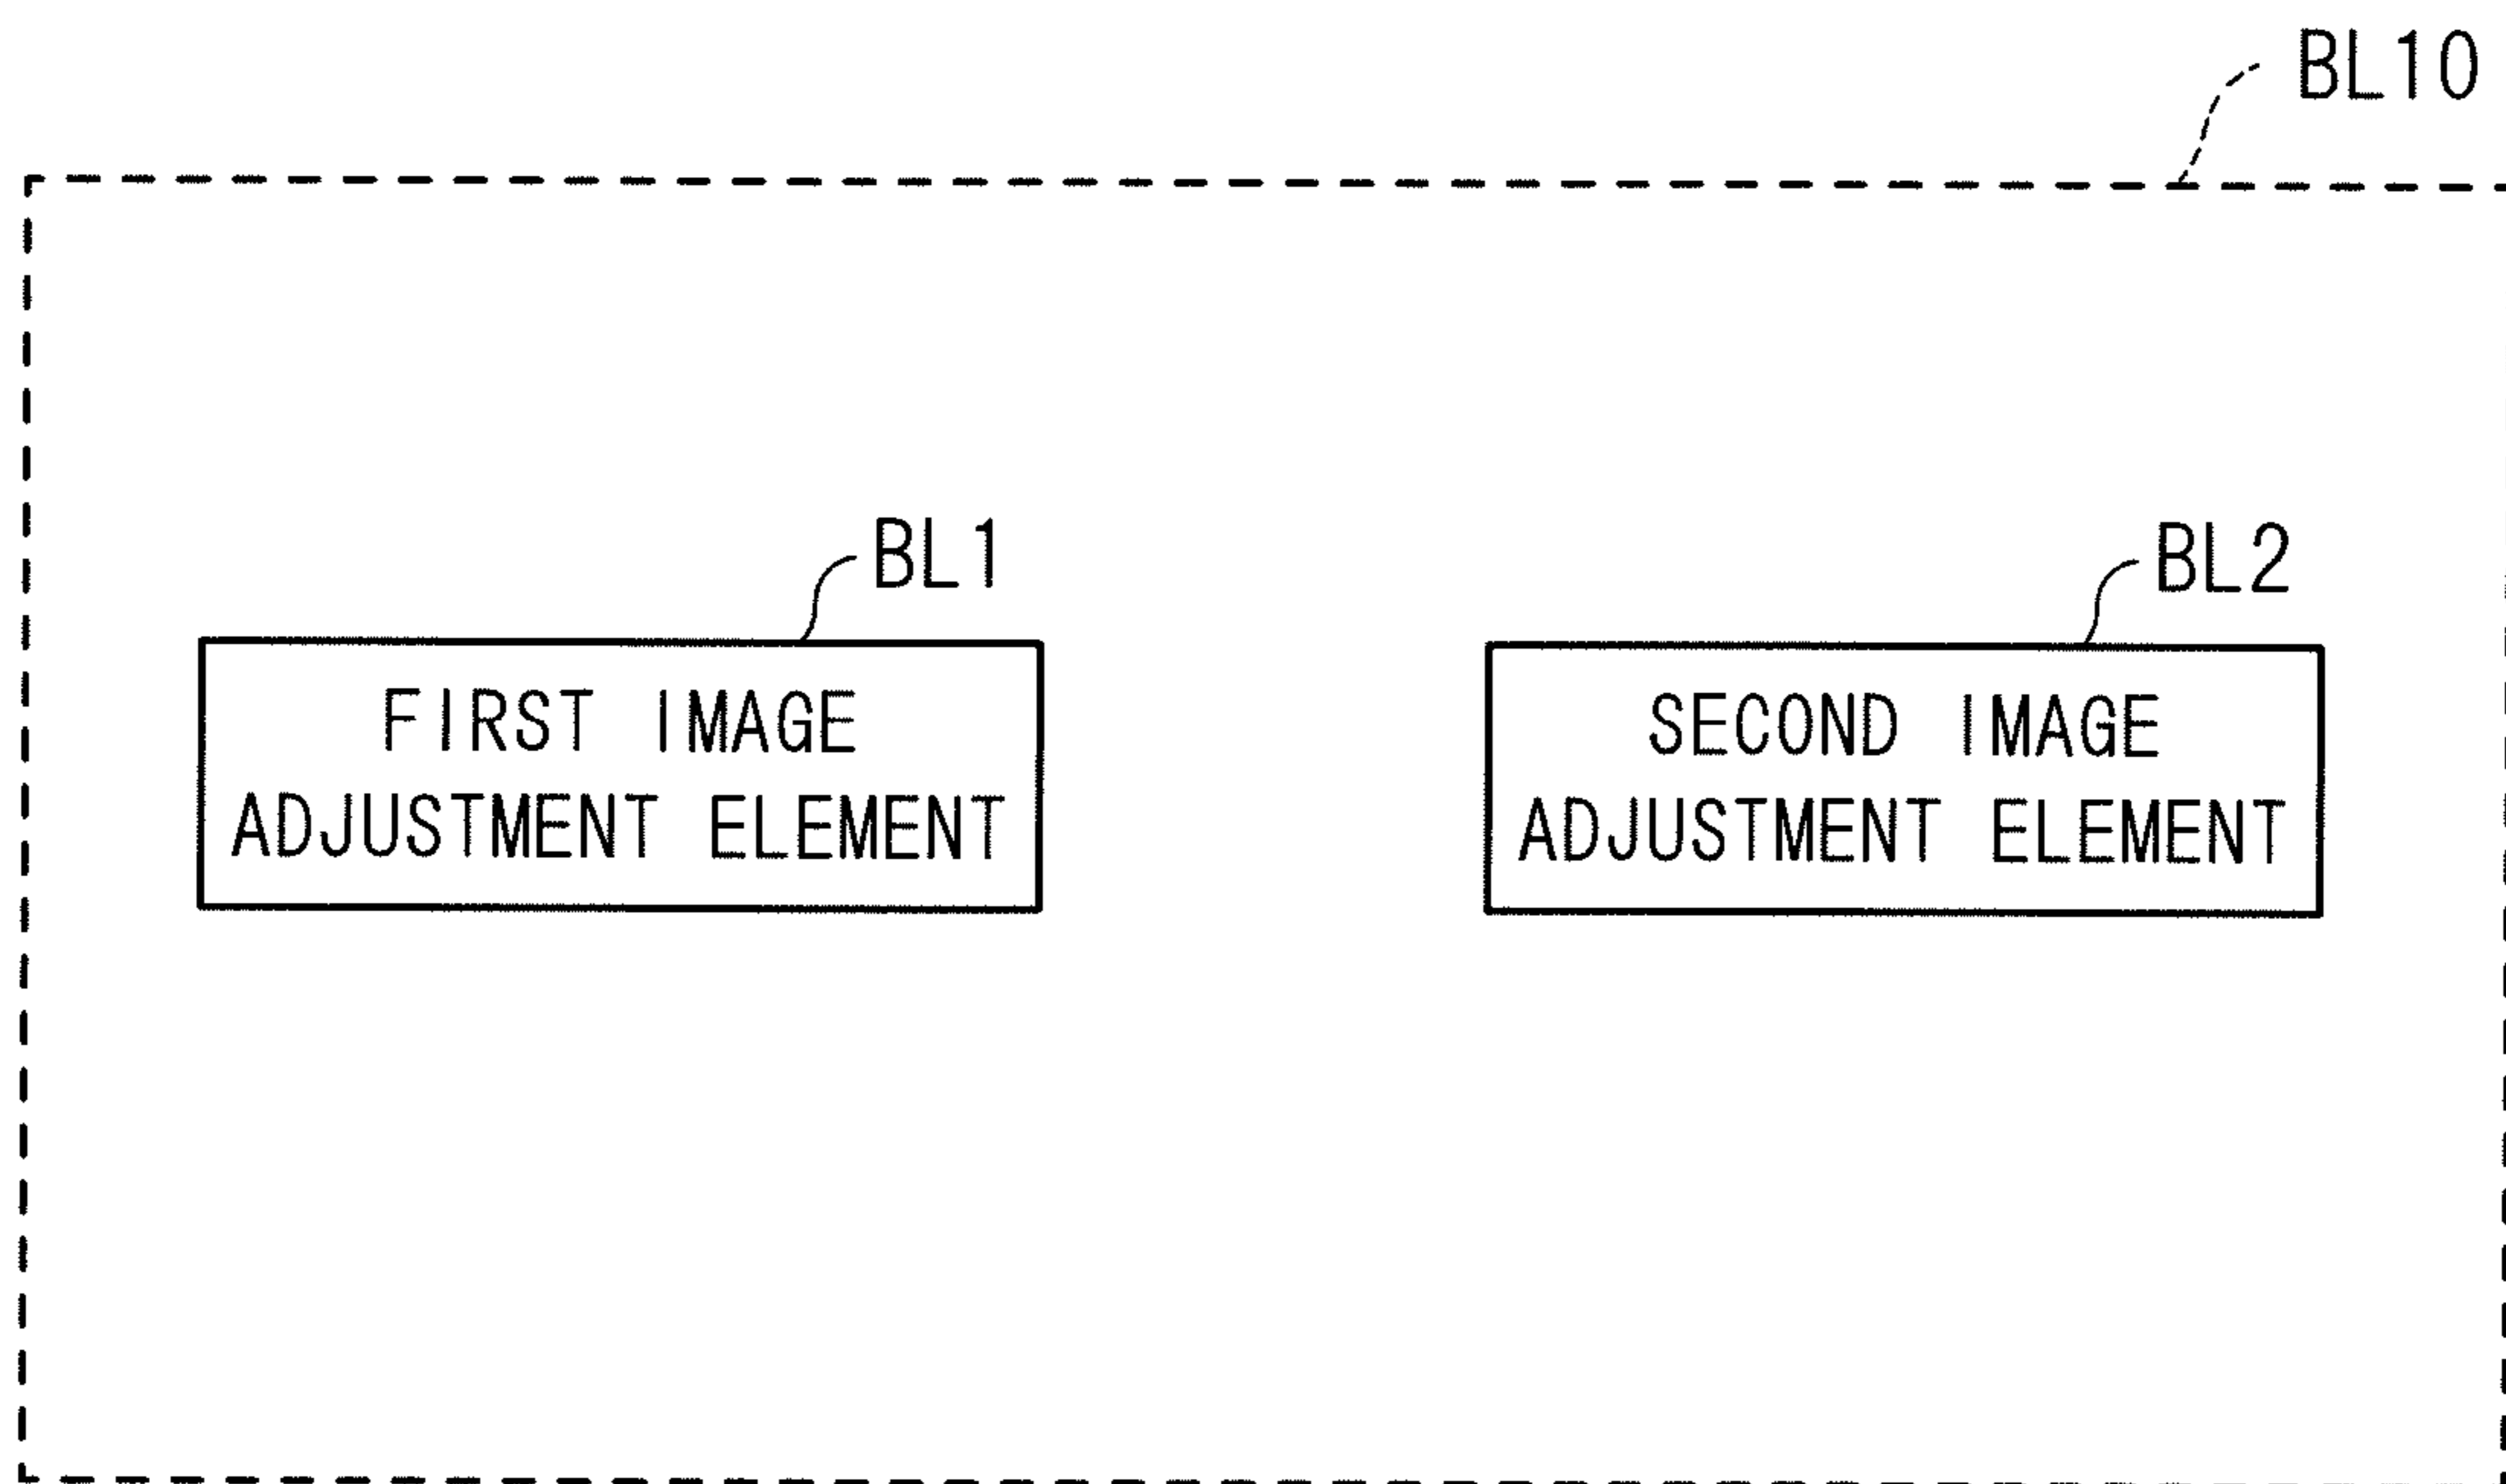 BL10
BL1
BL2
FIRST IMAGE
ADJUSTMENT ELEMENT
SECOND IMAGE
ADJUSTMENT ELEMENT